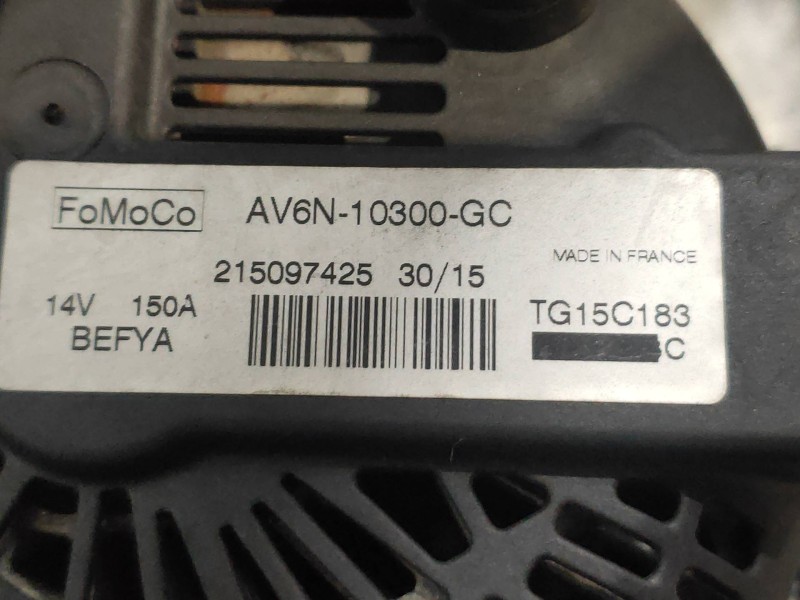 FoMoCo AV6N-10300-GC
MADE IN FRANCE
215097425 30/15
14V 150A
TG15C183
BEFYA
C